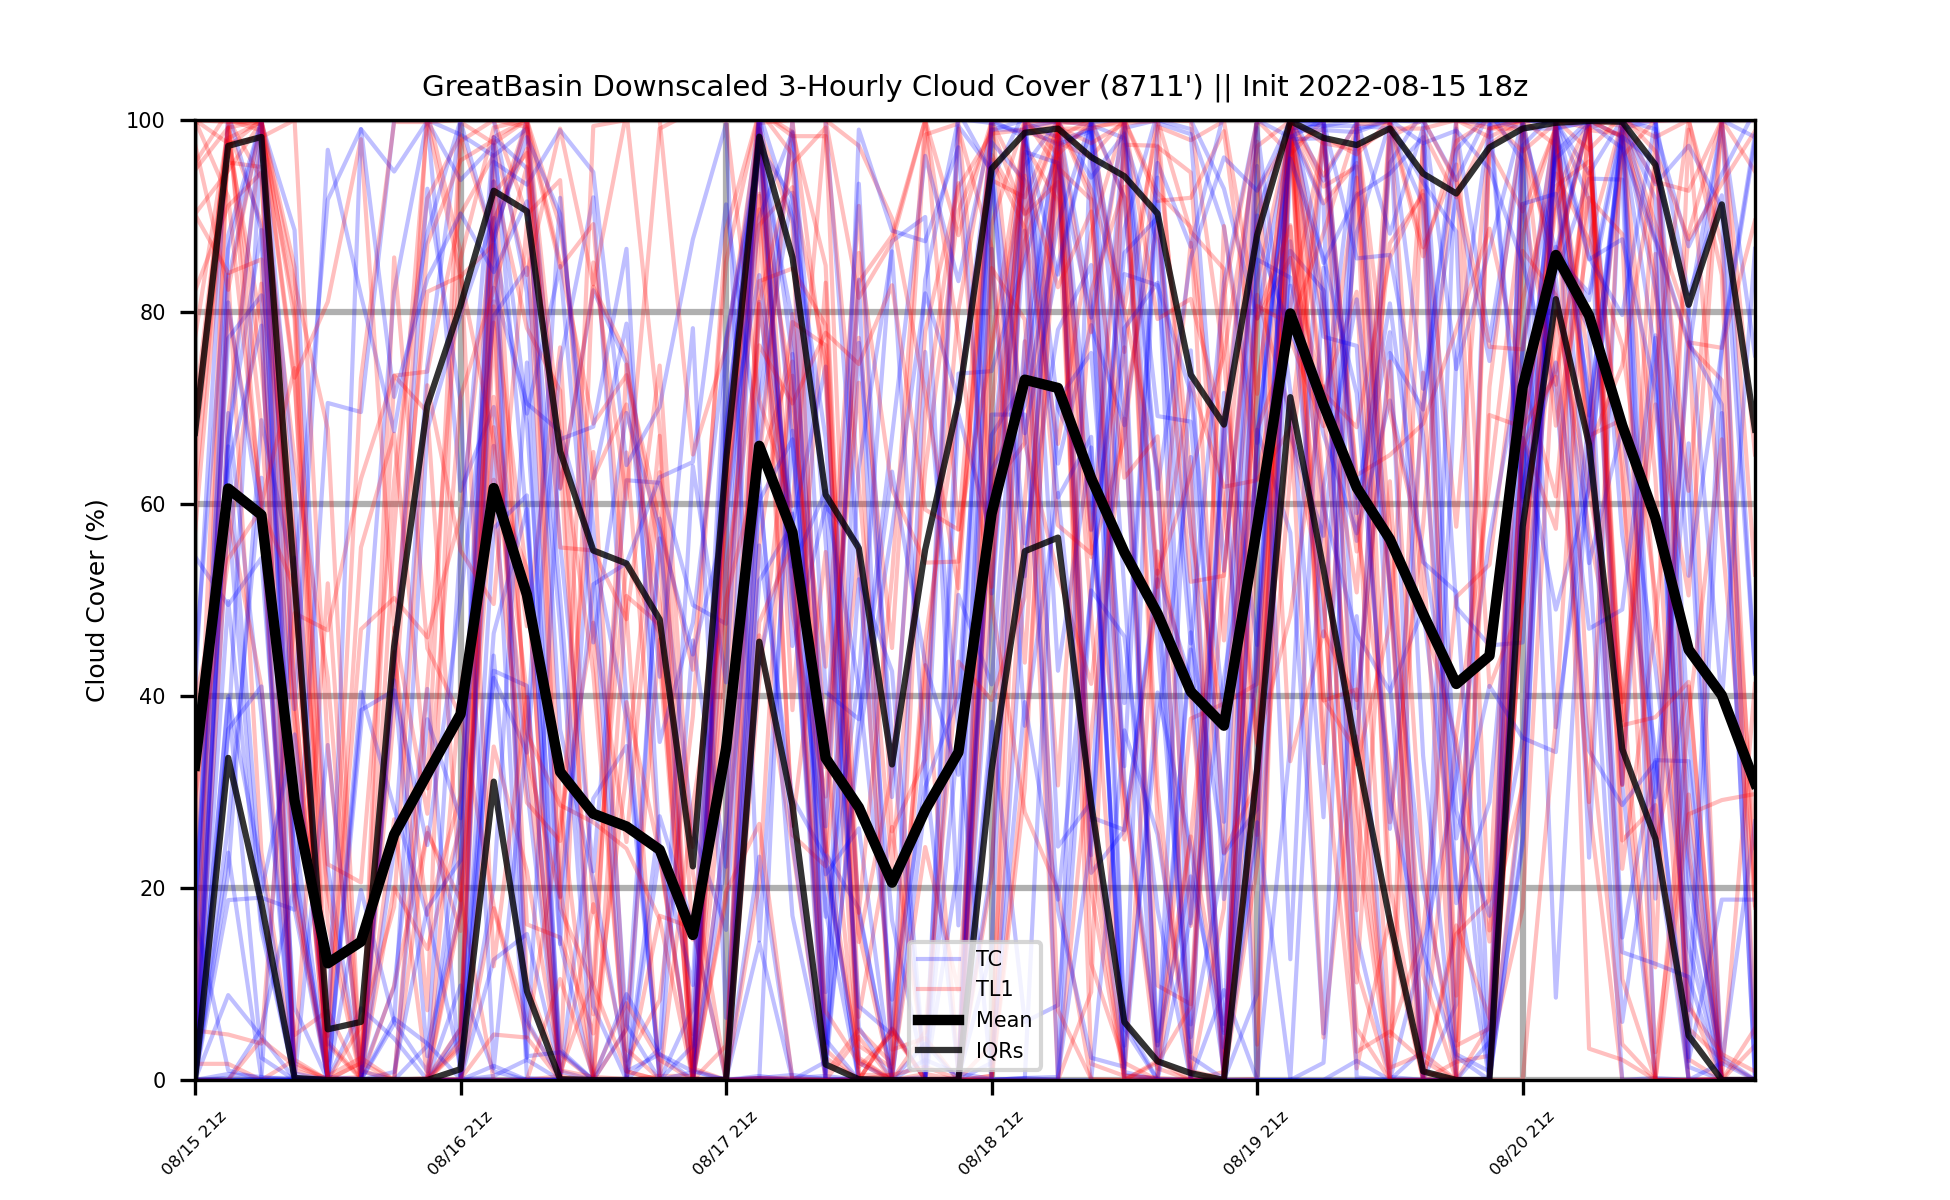 GreatBasin Downscaled 3-Hourly Cloud Cover (8711') || Init 2022-08-15 18z
100
80
60
40
20
0
Cloud Cover (%)
TC
TL1
Mean
IQRs
08/15 21z
08/16 21z
08/17 21z
08/18 21z
08/19 21z
08/20 21z